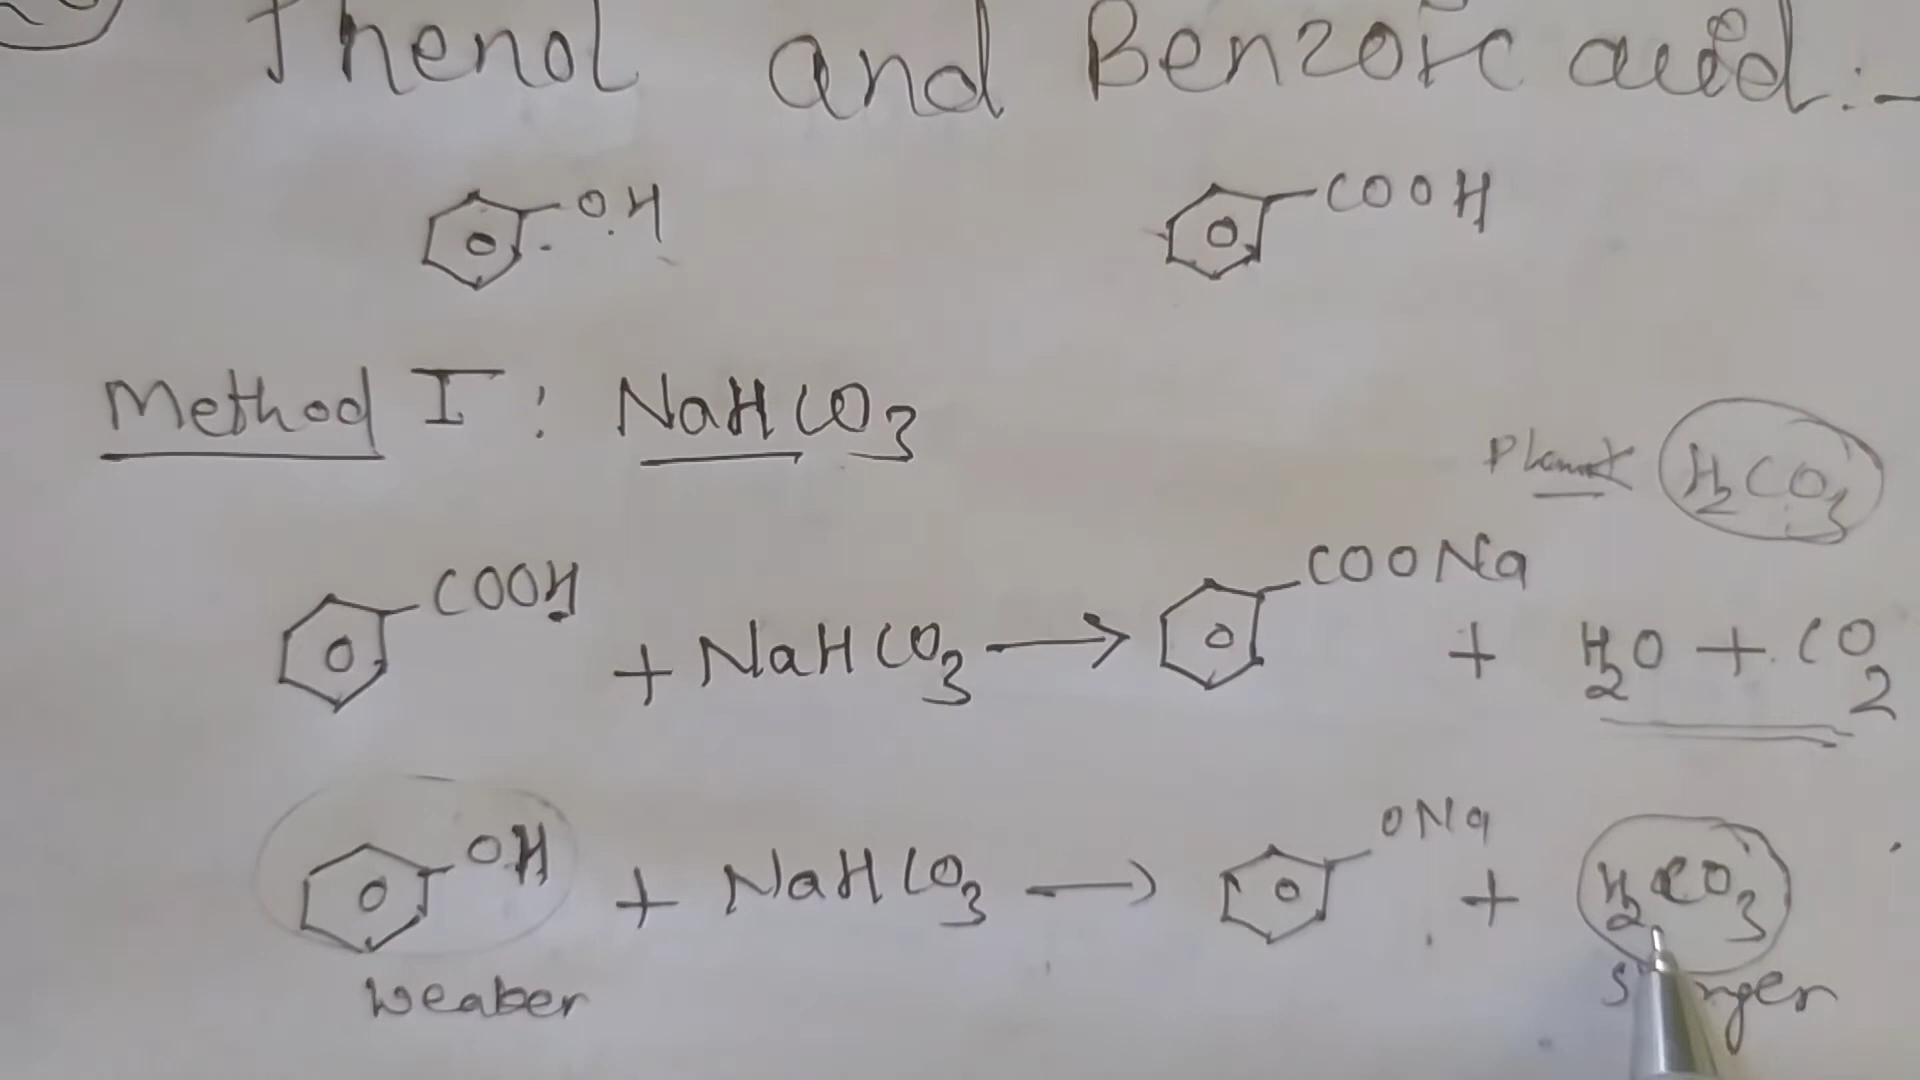 Phenol and Benzoic acid :-
OH COOH
Method I : NaHCO3
H2CO3
COOH + NaHCO3 → COONa + H2O + CO2
OH + NaHCO3 → ONa + H2CO3
weaker